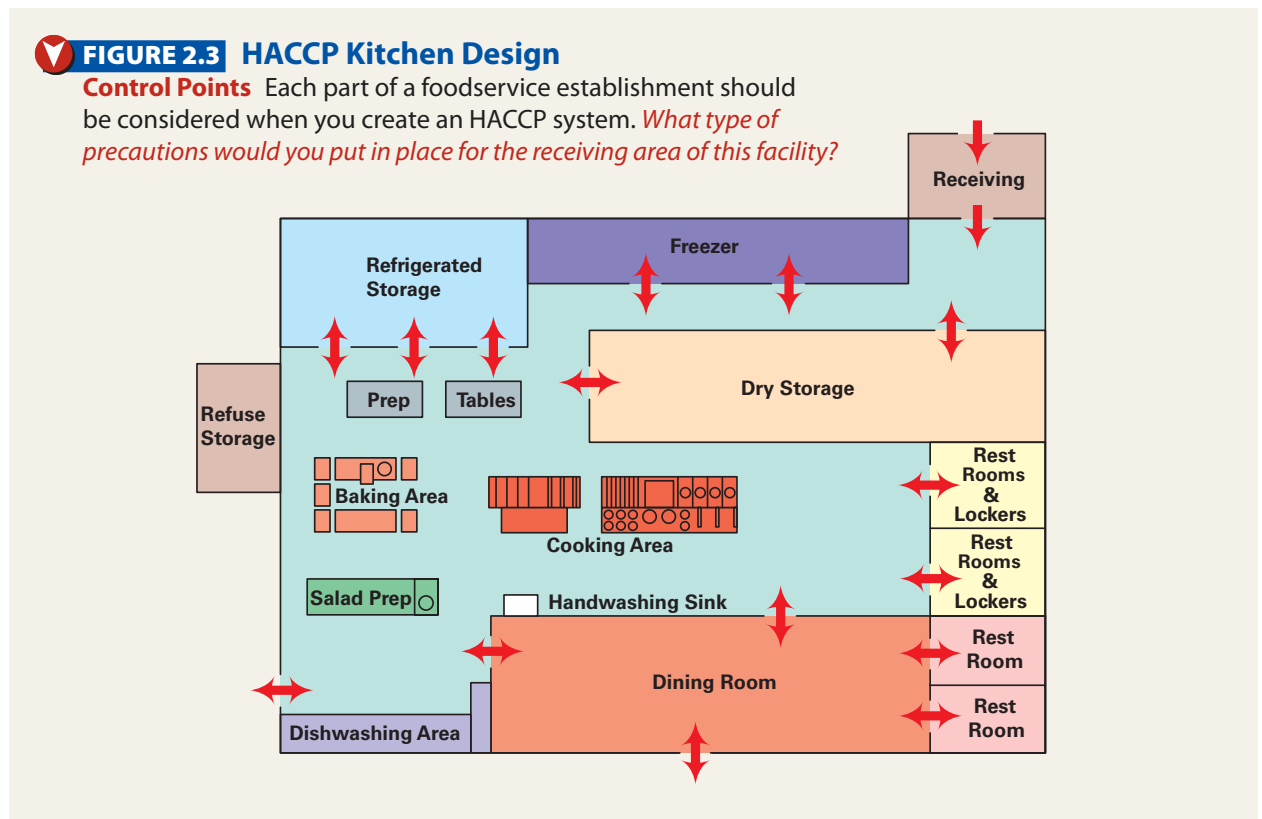 FIGURE 2.3 HACCP Kitchen Design
Control Points Each part of a foodservice establishment should
be considered when you create an HACCP system. What type of
precautions would you put in place for the receiving area of this facility?
Receiving
Freezer
Refrigerated
Storage
Prep
Tables
Dry Storage
Refuse
Storage
Rest
Rooms
&
Lockers
Baking Area
Cooking Area
Rest
Rooms
&
Lockers
Salad Prep
Handwashing Sink
Rest
Room
Dining Room
Rest
Room
Dishwashing Area